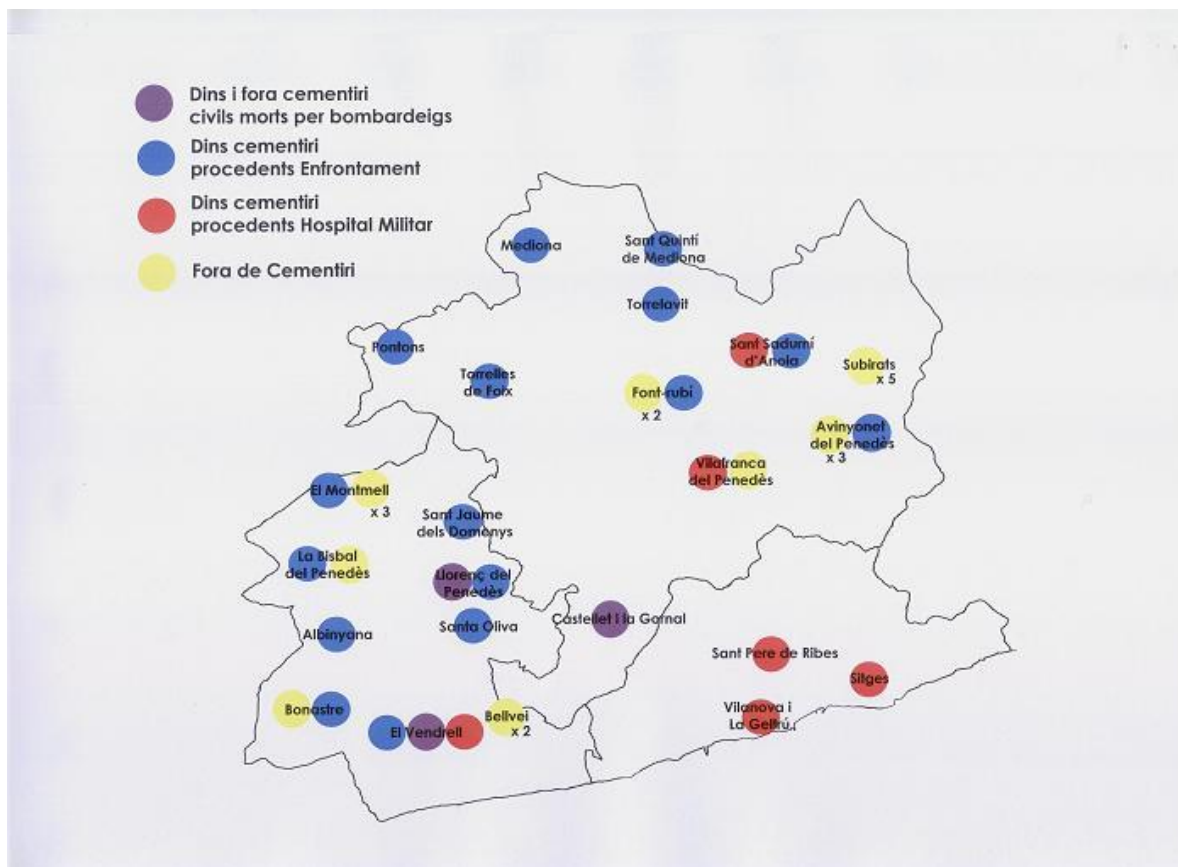 Dins i fora cementiri
civils morts per bombardeigs
Dins cementiri
procedents Enfrontament
Dins cementiri
procedents Hospital Militar
Fora de Cementiri
Mediona
Sant Quintí
de Mediona
Torrelavit
Pontons
Sant Sadurní
d'Anoia
Subirats
x 5
Torrelles
de Foix
Font-rubí
x 2
Avinyonet
del Penedès
x 3
Vilafranca
del Penedès
El Montmell
x 3
Sant Jaume
dels Domenys
La Bisbal
del Penedès
Llorenç del
Penedès
Castellet i la Gornal
Albinyana
Santa Oliva
Sant Pere de Ribes
Sitges
Bonastre
Bellvei
x 2
El Vendrell
Vilanova i
La Geltrú